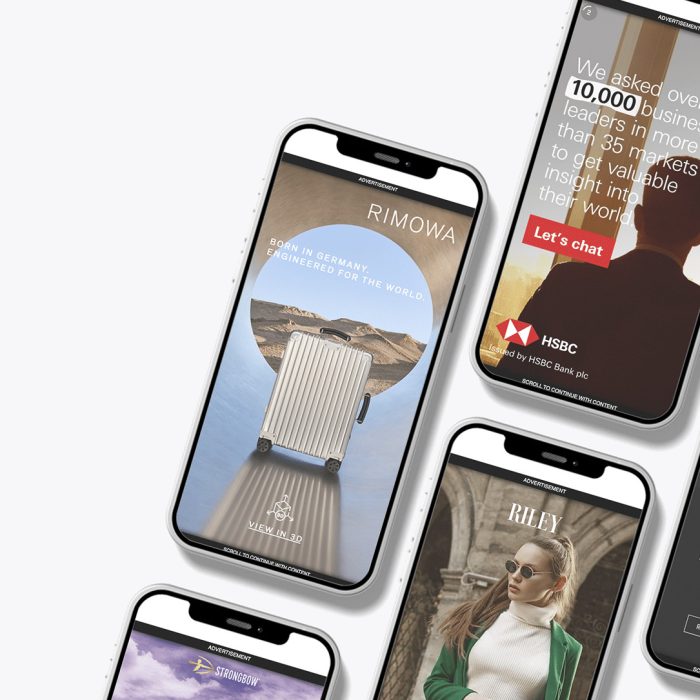 ADVERTISEMENT
RIMOWA
BORN IN GERMANY.
ENGINEERED FOR THE WORLD.
VIEW IN 3D
SCROLL TO CONTINUE WITH CONTENT
2
ADVERTISEMENT
We asked over
10,000 business
leaders in more
than 35 markets
to get valuable
insight into
their world
Let's chat
HSBC
Issued by HSBC Bank plc
SCROLL TO CONTINUE WITH CONTENT
ADVERTISEMENT
RILEY
ADVERTISEMENT
STRONGBOW